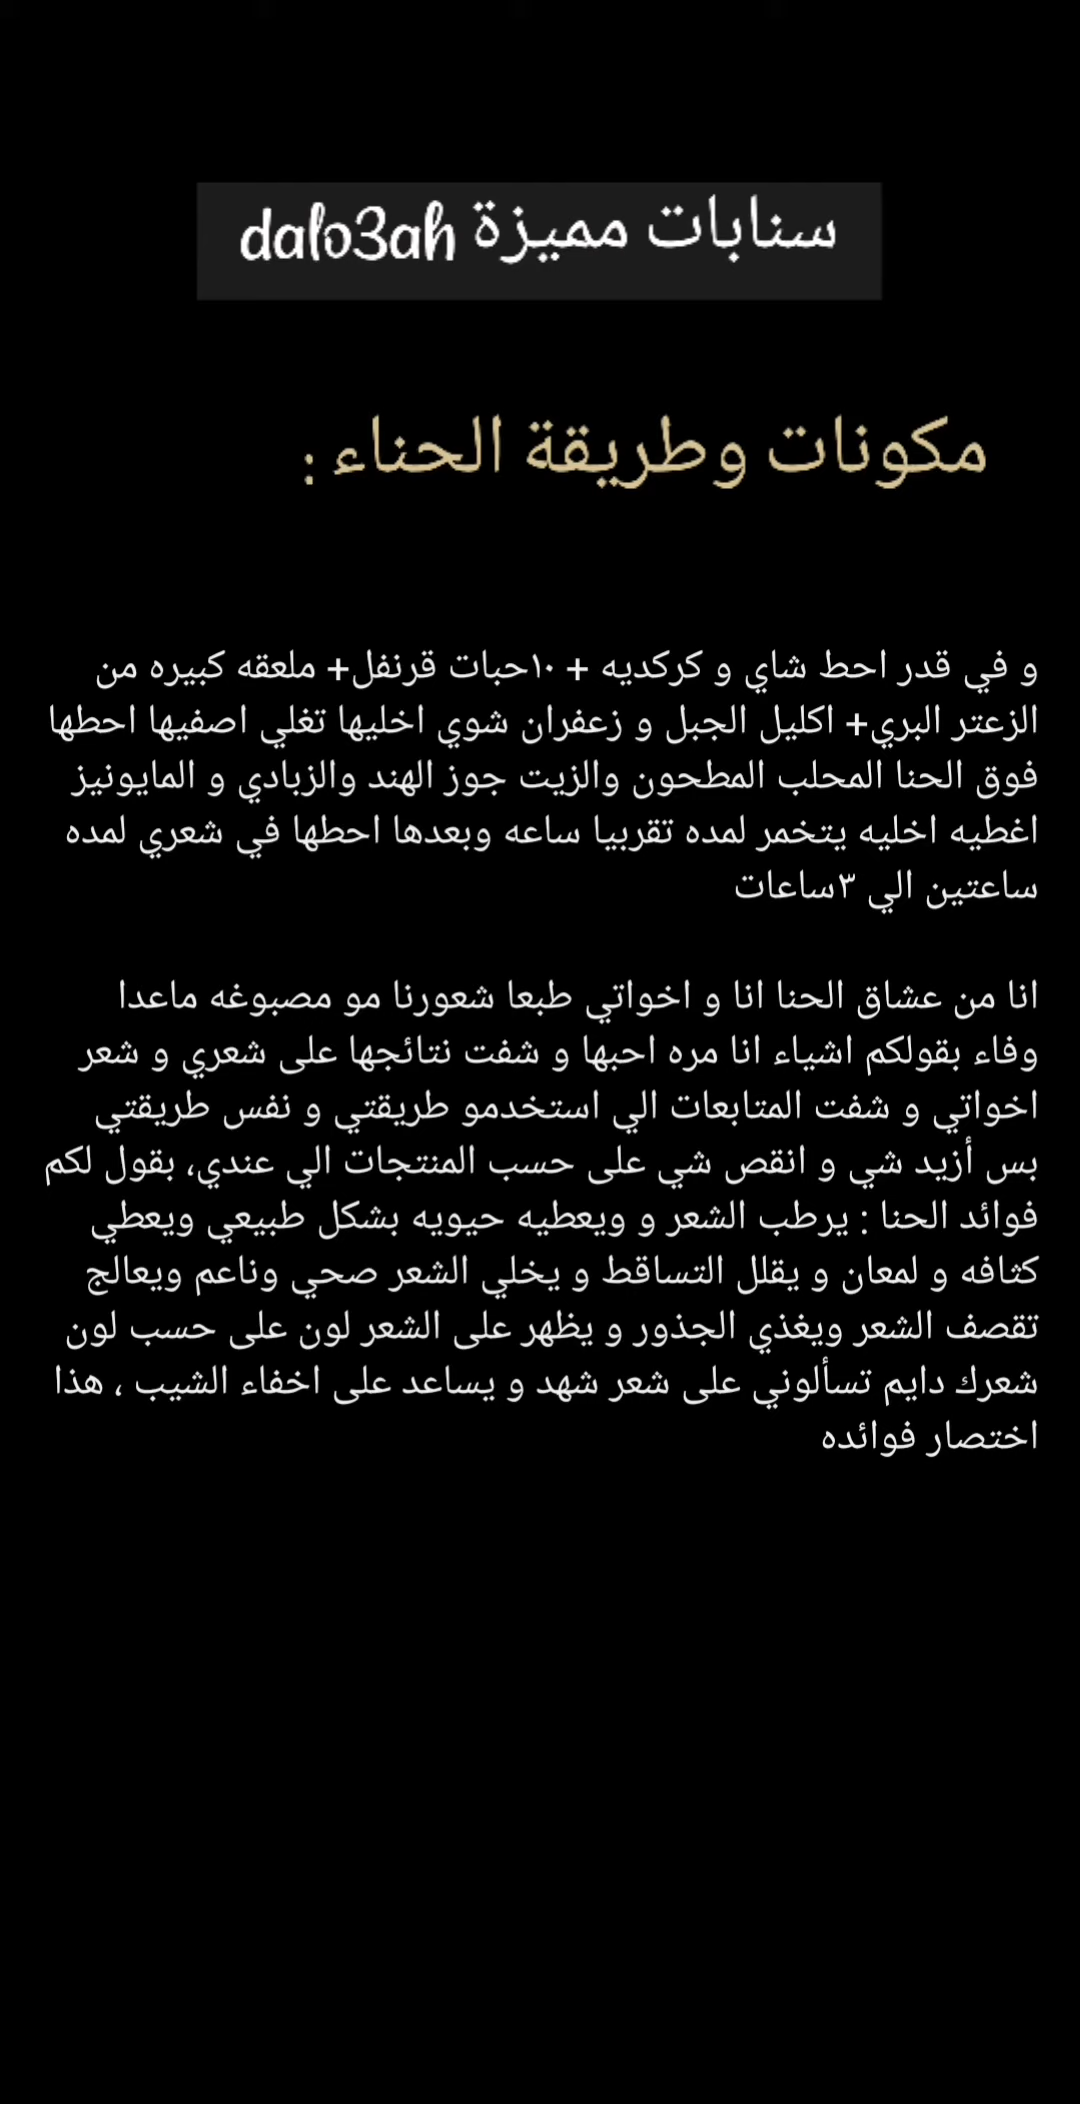 سنابات مميزة dalo3ah
مكونات وطريقة الحناء :
و في قدر احط شاي و كركديه + ١٠حبات قرنفل+ ملعقه كبيره من
الزعتر البري+ اكليل الجبل و زعفران شوي اخليها تغلي اصفيها احطها
فوق الحنا المحلب المطحون والزيت جوز الهند والزبادي و المايونيز
اغطيه اخليه يتخمر لمده تقريبا ساعه وبعدها احطها في شعري لمده
ساعتين الي ٣ساعات
انا من عشاق الحنا انا و اخواتي طبعا شعورنا مو مصبوغه ماعدا
وفاء بقولكم اشياء انا مره احبها و شفت نتائجها على شعري و شعر
اخواتي و شفت المتابعات الي استخدمو طريقتي و نفس طريقتي
بس أزيد شي و انقص شي على حسب المنتجات الي عندي، بقول لكم
فوائد الحنا : يرطب الشعر و ويعطيه حيويه بشكل طبيعي ويعطي
كثافه و لمعان و يقلل التساقط و يخلي الشعر صحي وناعم ويعالج
تقصف الشعر ويغذي الجذور و يظهر على الشعر لون على حسب لون
شعرك دايم تسألوني على شعر شهد و يساعد على اخفاء الشيب ، هذا
اختصار فوائده